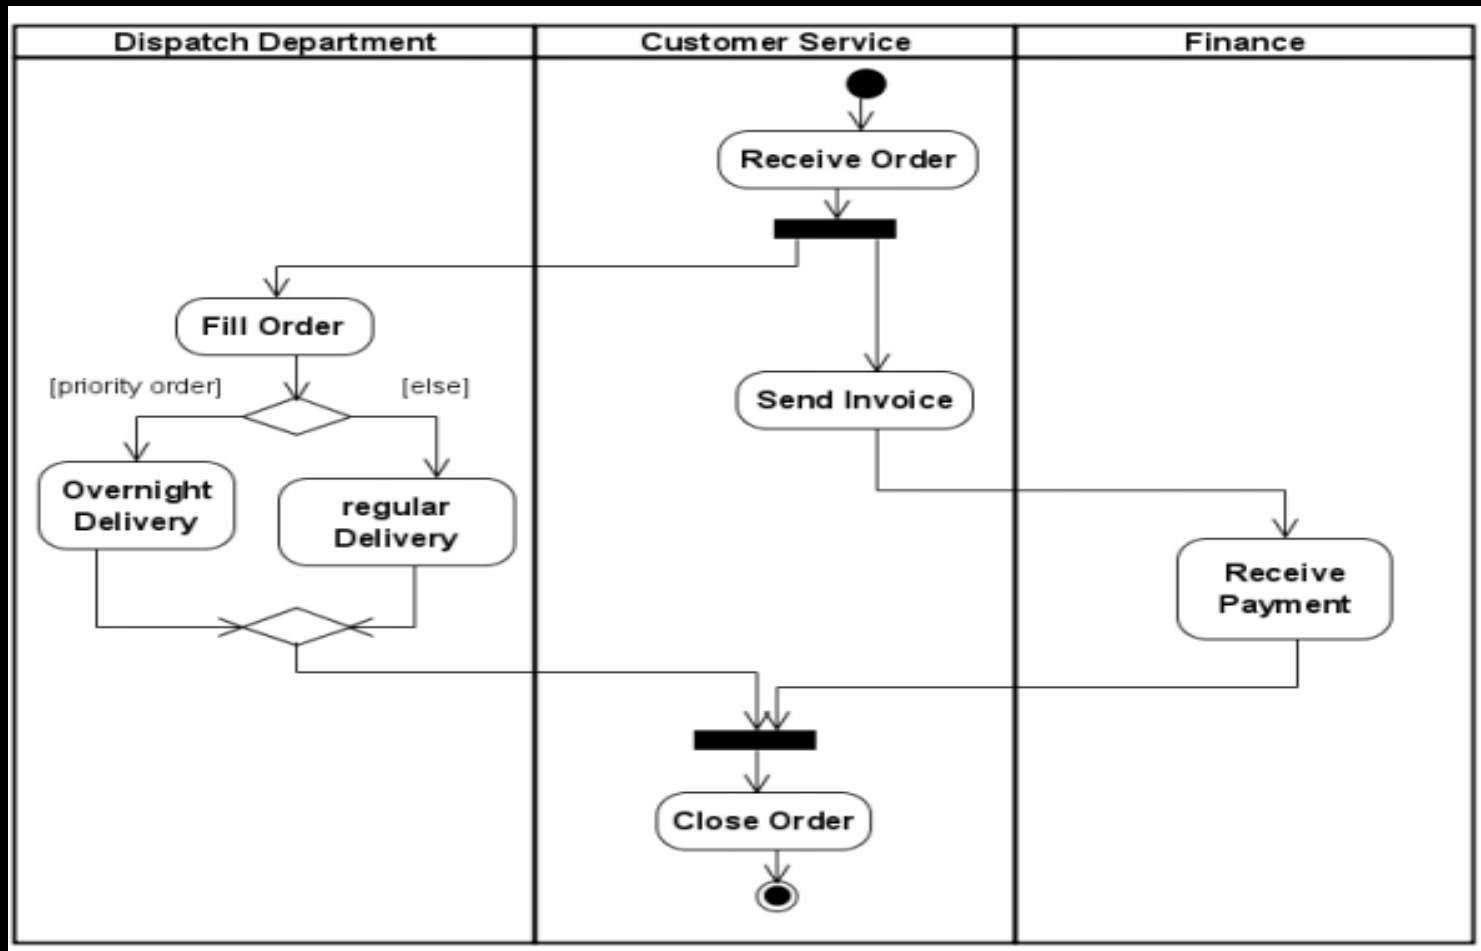 Dispatch Department
Customer Service
Finance
Receive Order
Fill Order
[priority order]
[else]
Send Invoice
Overnight
Delivery
regular
Delivery
Receive
Payment
Close Order